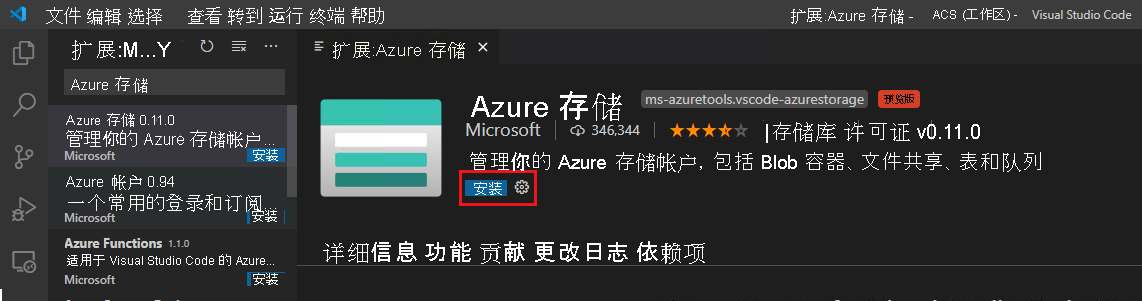 文件 编辑 选择 查看 转到 运行 终端 帮助 扩展:Azure 存储 - ACS (工作区) - Visual Studio Code
扩展:M...Y
Azure 存储
Azure 存储 0.11.0
管理你的 Azure 存储帐户...
Microsoft 安装
Azure 帐户 0.94
一个常用的登录和订阅...
Microsoft 安装
Azure Functions 1.1.0
适用于 Visual Studio Code 的 Azure...
Microsoft 安装
扩展:Azure 存储
Azure 存储 ms-azuretools.vscode-azurestorage 预览版
Microsoft | 346,344 | 存储库 许可证 v0.11.0
管理你的 Azure 存储帐户, 包括 Blob 容器、文件共享、表和队列
安装
详细信息 功能 贡献 更改日志 依赖项